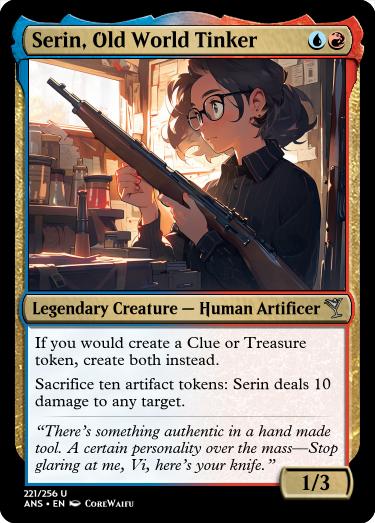 Serin, Old World Tinker
Legendary Creature — Human Artificer
If you would create a Clue or Treasure
token, create both instead.
Sacrifice ten artifact tokens: Serin deals 10
damage to any target.
“There’s something authentic in a hand made
tool. A certain personality over the mass—Stop
glaring at me, Vi, here’s your knife.”
1/3
221/256 U
ANS • EN CoreWaifu